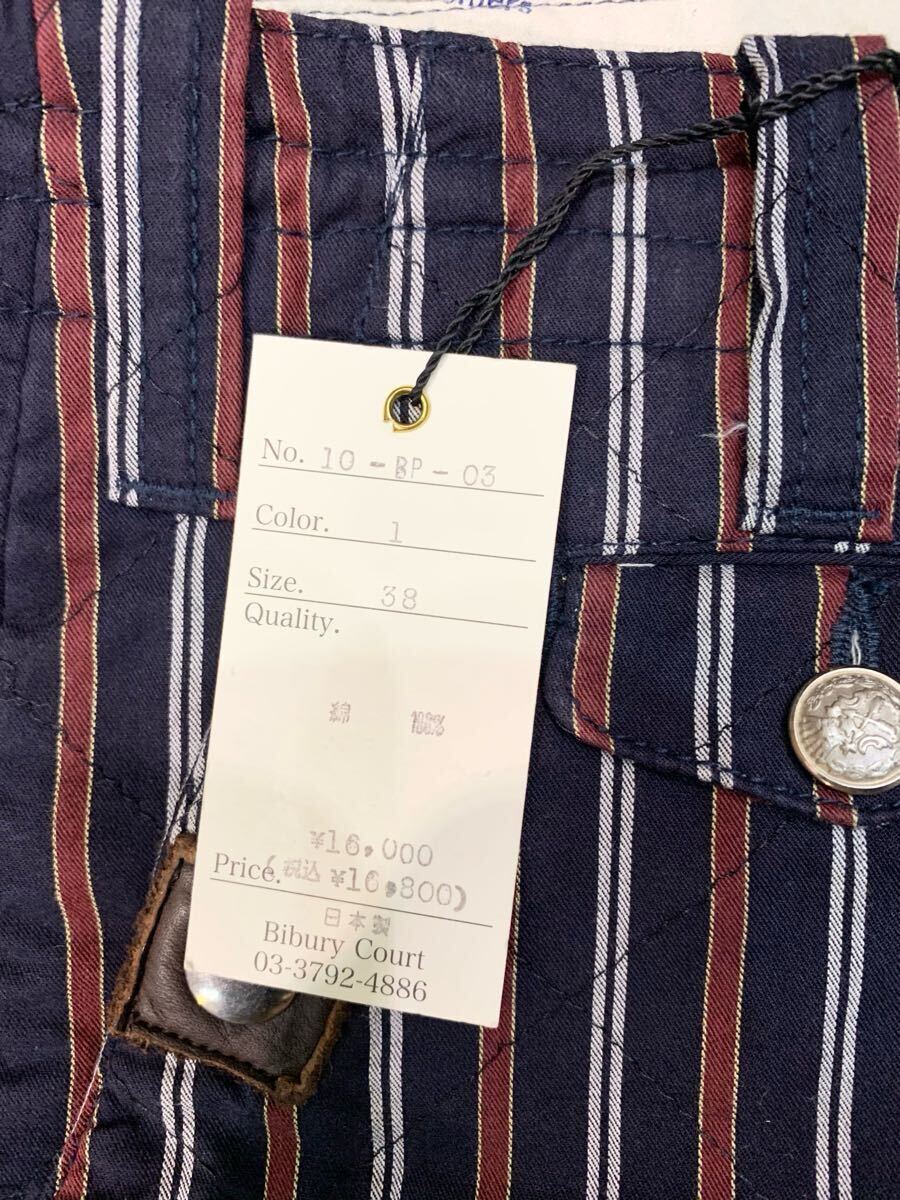 No. 10-BP-03
Color. 1
Size. 38
Quality.
綿 100%
¥16,000
Price. (税込 ¥16,800)
日本製
Bibury Court
03-3792-4886